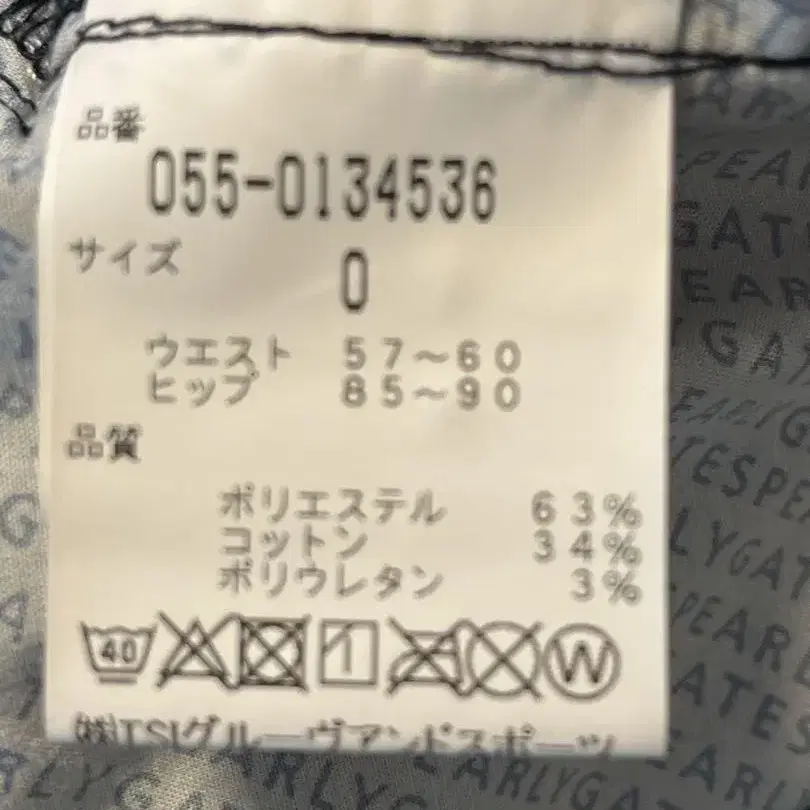 品番
055-0134536
サイズ
0
ウエスト 57~60
ヒップ 85~90
品質
ポリエステル 63%
コットン 34%
ポリウレタン 3%
40 W
㈱TSIグルーヴアンドスポーツ